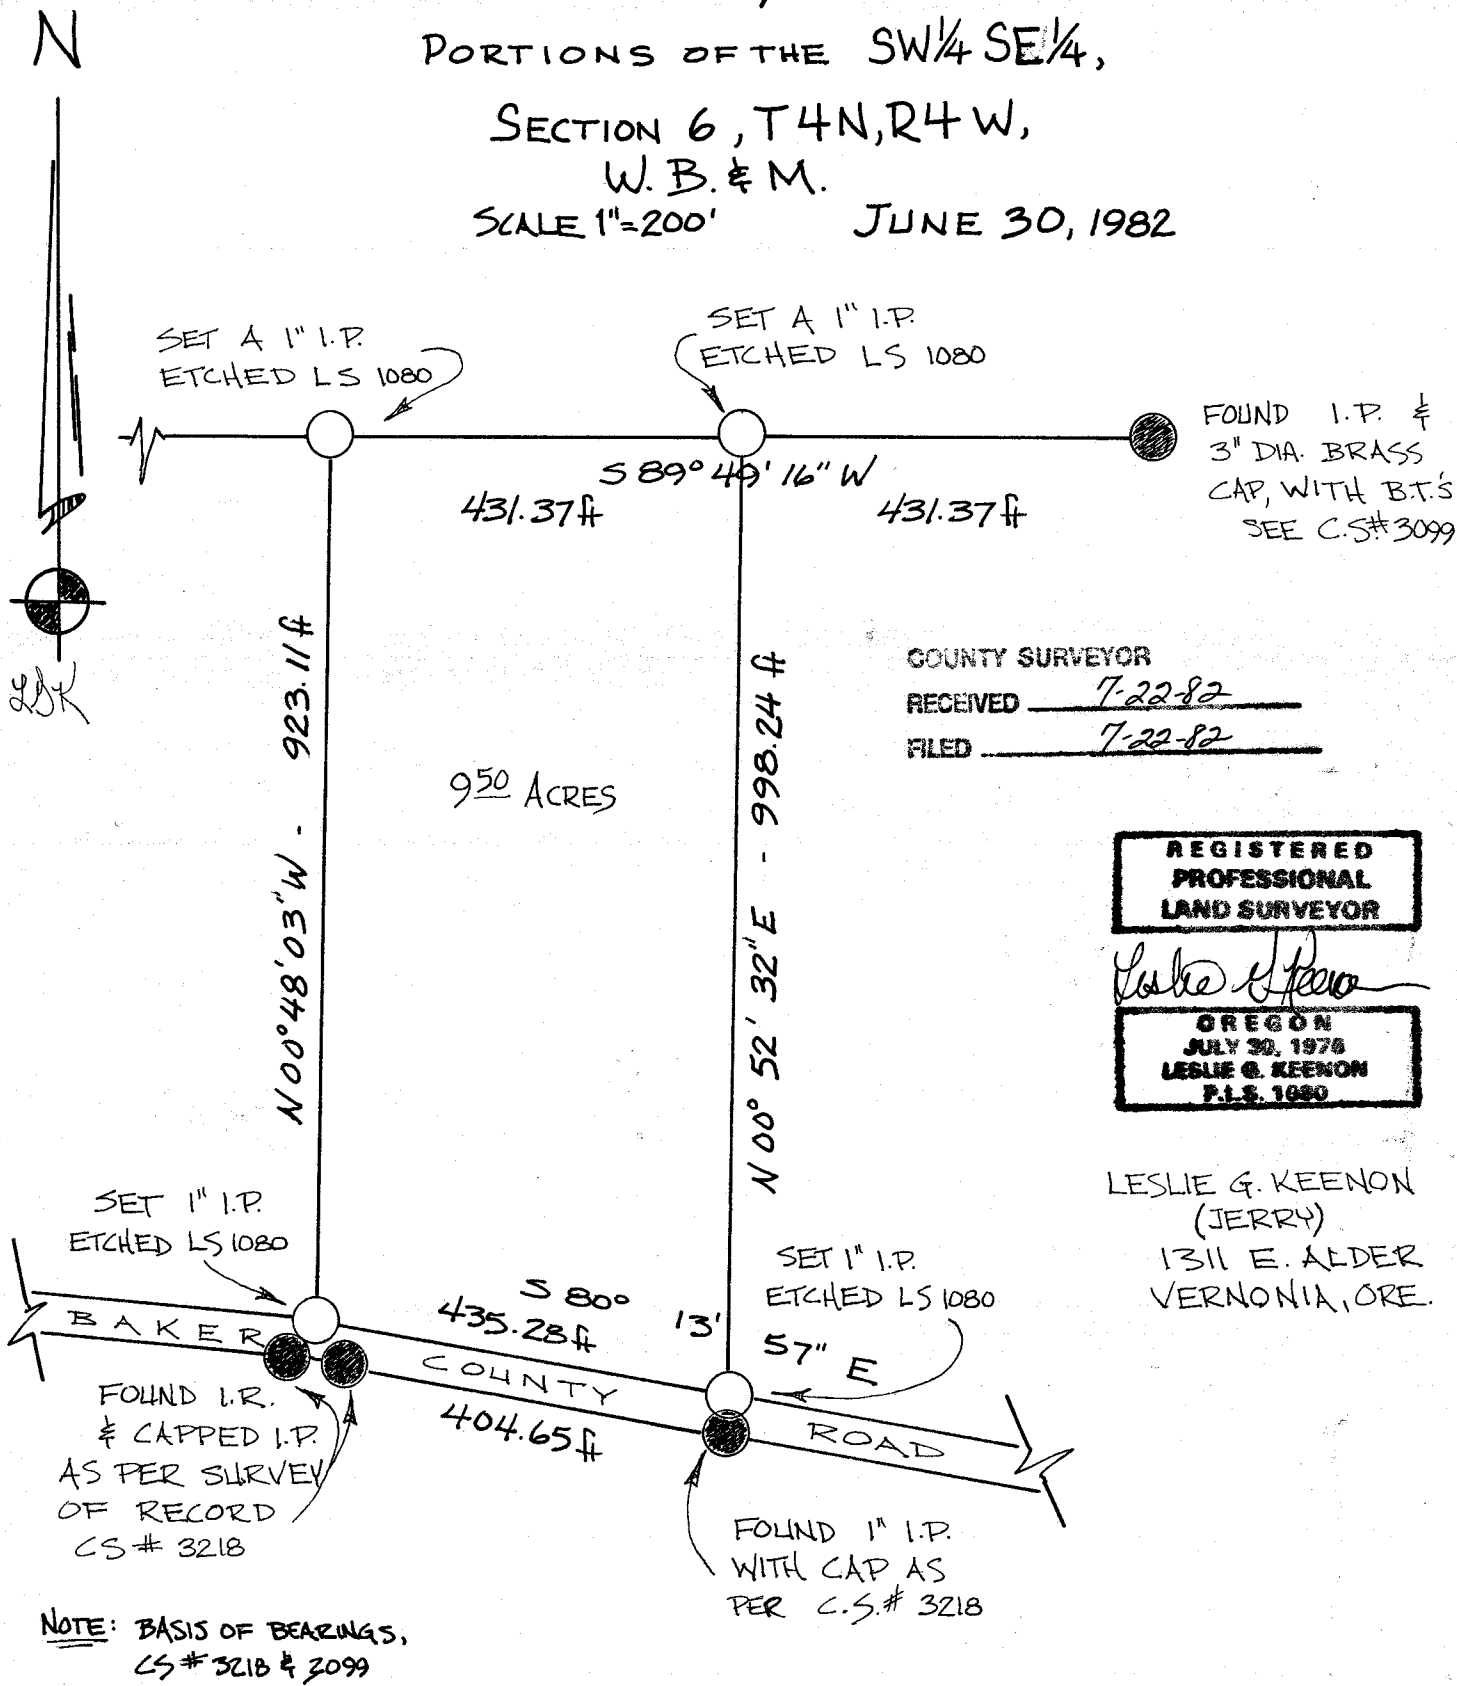 N
PORTIONS OF THE SW¼ SE¼,
SECTION 6, T4N, R4W,
W. B. & M.
SCALE 1"=200' JUNE 30, 1982
SET A 1" I.P.
ETCHED LS 1080
SET A 1" I.P.
ETCHED LS 1080
FOUND I.P. &
3" DIA. BRASS
CAP, WITH B.T.'S
SEE C.S.#3099
S 89° 49' 16" W
431.37 ft
431.37 ft
LGK
N 00° 48' 03" W - 923.11 ft
9 50 ACRES
N 00° 52' 32" E - 998.24 ft
COUNTY SURVEYOR
RECEIVED 7-22-82
FILED 7-22-82
REGISTERED
PROFESSIONAL
LAND SURVEYOR
Leslie G Keenon
OREGON
JULY 30, 1976
LESLIE G. KEENON
P.L.S. 1080
LESLIE G. KEENON
(JERRY)
1311 E. ALDER
VERNONIA, ORE.
SET 1" I.P.
ETCHED LS 1080
SET 1" I.P.
ETCHED LS 1080
S 80° 13' 57" E
435.28 ft
BAKER COUNTY ROAD
404.65 ft
FOUND I.R.
& CAPPED I.P.
AS PER SURVEY
OF RECORD
CS# 3218
FOUND 1" I.P.
WITH CAP AS
PER C.S.# 3218
NOTE: BASIS OF BEARINGS,
CS# 3218 & 3099